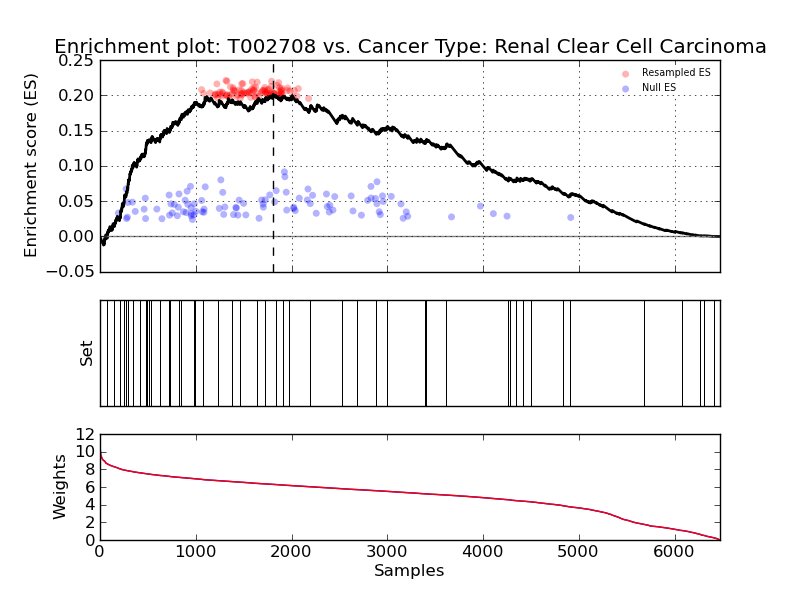 Enrichment plot: T002708 vs. Cancer Type: Renal Clear Cell Carcinoma
Enrichment score (ES)
0.25
0.20
0.15
0.10
0.05
0.00
−0.05
Resampled ES
Null ES
Set
Weights
12
10
8
6
4
2
0
0 1000 2000 3000 4000 5000 6000
Samples